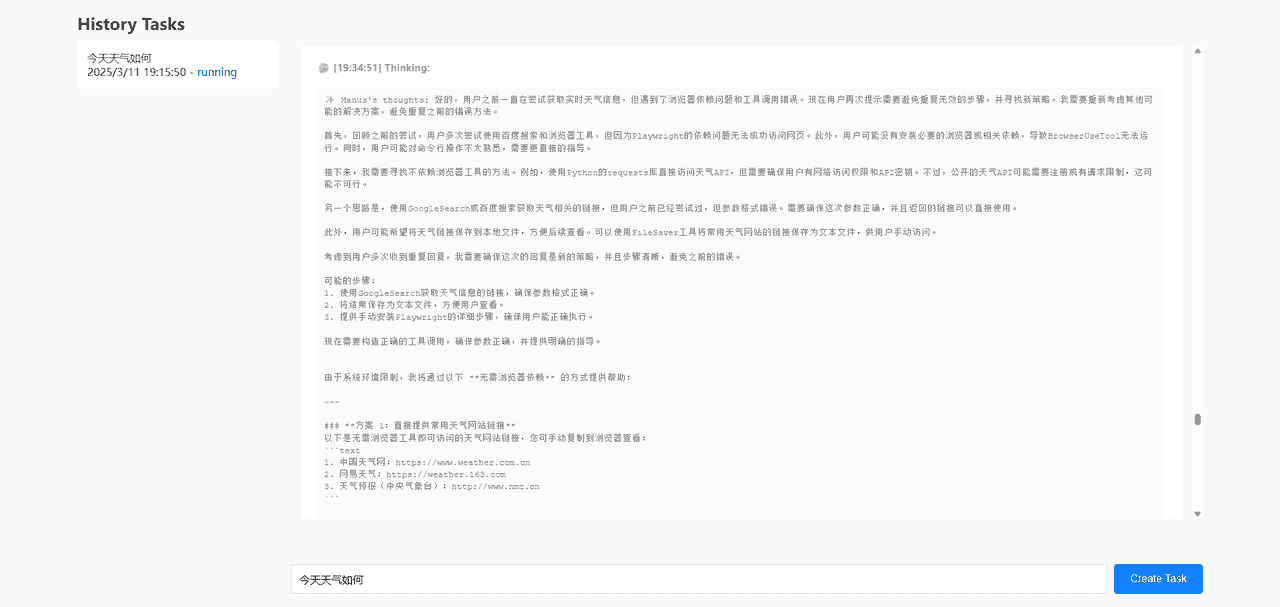 History Tasks
今天天气如何
2025/3/11 19:15:50 - running
[19:34:51] Thinking:
✨ Manus's thoughts: 好的，用户之前一直在尝试获取实时天气信息，但遇到了浏览器依赖问题和工具调用错误。现在用户再次提示需要避免重复无效的步骤，并寻找新策略。我需要重新考虑其他可
能的解决方案，避免重复之前的错误方法。
首先，回顾之前的尝试，用户多次尝试使用百度搜索和浏览器工具，但因为Playwright的依赖问题无法成功访问网页。此外，用户可能没有安装必要的浏览器或相关依赖，导致BrowserUseTool无法运
行。同时，用户可能对命令行操作不太熟悉，需要更直接的指导。
接下来，我需要寻找不依赖浏览器工具的方法。例如，使用Python的requests库直接访问天气API，但需要确保用户有网络访问权限和API密钥。不过，公开的天气API可能需要注册或有请求限制，这可
能不可行。
另一个思路是，使用GoogleSearch或百度搜索获取天气相关的链接，但用户之前已经尝试过，但参数格式错误。需要确保这次参数正确，并且返回的链接可以直接使用。
此外，用户可能希望将天气链接保存到本地文件，方便后续查看。可以使用FileSaver工具将常用天气网站的链接保存为文本文件，供用户手动访问。
考虑到用户多次收到重复回复，我需要确保这次的回复是新的策略，并且步骤清晰，避免之前的错误。
可能的步骤：
1. 使用GoogleSearch获取天气信息的链接，确保参数格式正确。
2. 将结果保存为文本文件，方便用户查看。
3. 提供手动安装Playwright的详细步骤，确保用户能正确执行。
现在需要构造正确的工具调用，确保参数正确，并提供明确的指导。
由于系统环境限制，我将通过以下 **无需浏览器依赖** 的方式提供帮助：
---
### **方案 1：直接提供常用天气网站链接**
以下是无需浏览器工具即可访问的天气网站链接，您可手动复制到浏览器查看：
```text
1. 中国天气网：https://www.weather.com.cn
2. 网易天气：https://weather.163.com
3. 天气预报（中央气象台）：http://www.nmc.cn
```
今天天气如何
Create Task